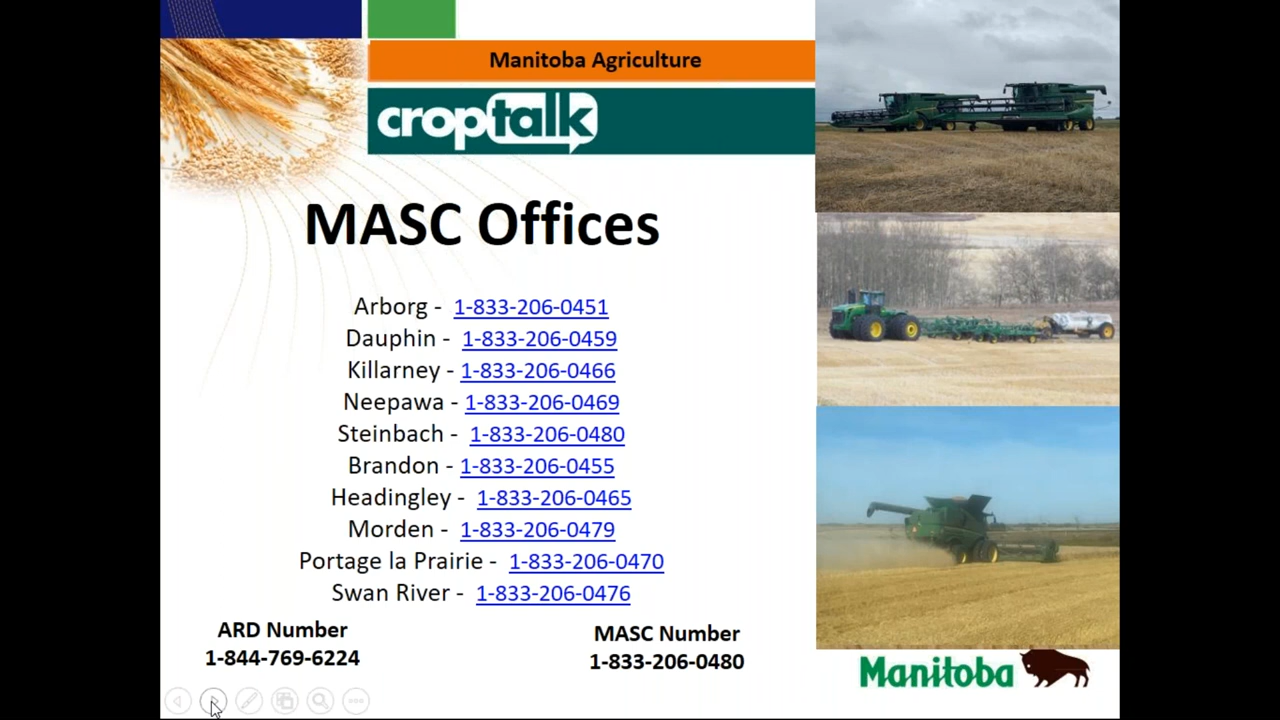 Manitoba Agriculture
croptalk
MASC Offices
Arborg - 1-833-206-0451
Dauphin - 1-833-206-0459
Killarney - 1-833-206-0466
Neepawa - 1-833-206-0469
Steinbach - 1-833-206-0480
Brandon - 1-833-206-0455
Headingley - 1-833-206-0465
Morden - 1-833-206-0479
Portage la Prairie - 1-833-206-0470
Swan River - 1-833-206-0476
ARD Number
1-844-769-6224
MASC Number
1-833-206-0480
Manitoba